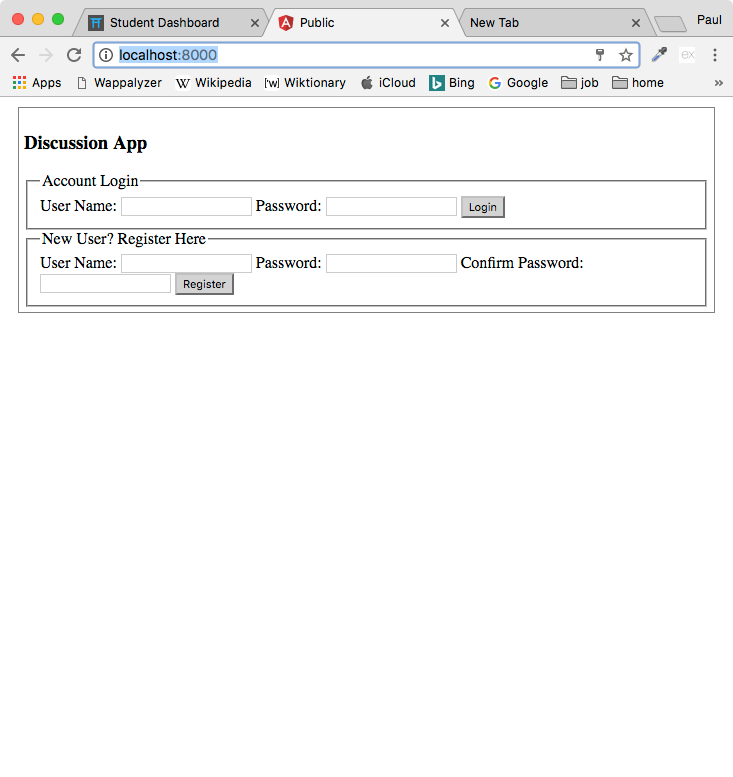 Student Dashboard
Public
New Tab
Paul
localhost:8000
ex
Apps
Wappalyzer
W Wikipedia
[w] Wiktionary
iCloud
Bing
G Google
job
home
»
Discussion App
Account Login
User Name: Password: Login
New User? Register Here
User Name: Password: Confirm Password:
Register